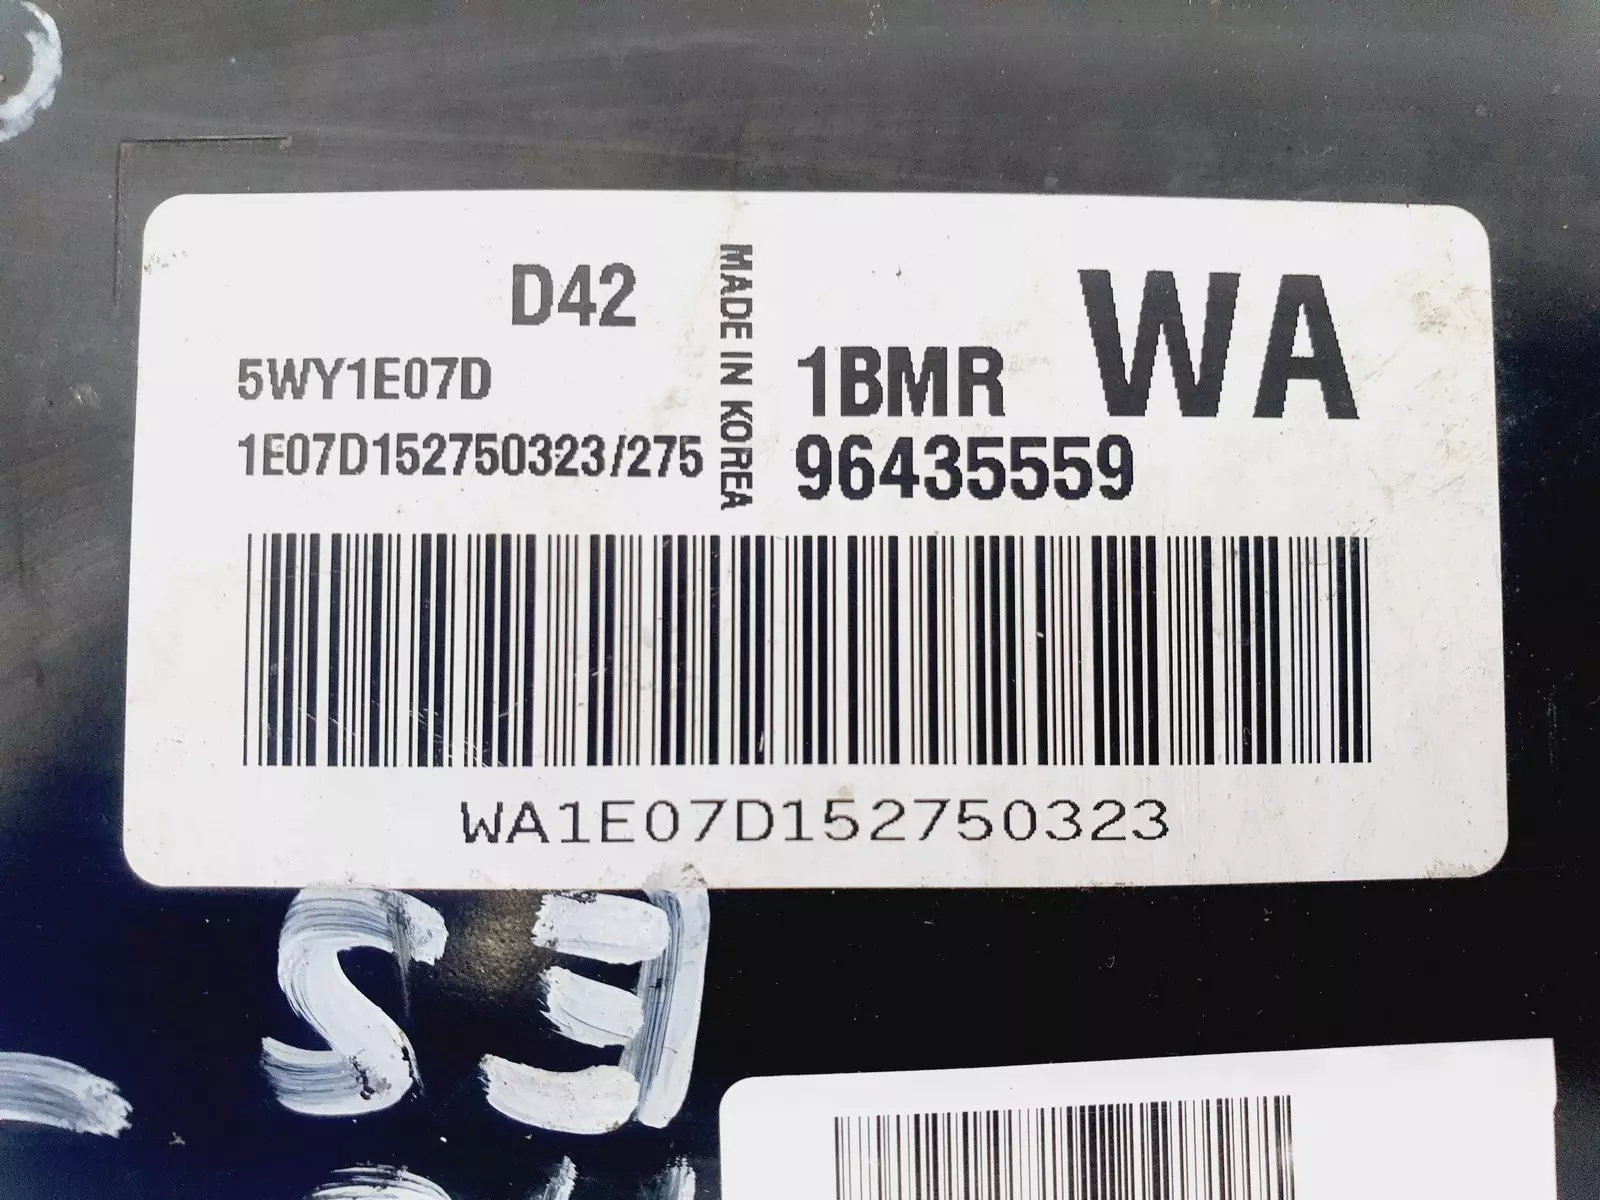 D42
5WY1E07D
1E07D152750323/275
MADE IN KOREA
WA
1BMR
96435559
WA1E07D152750323